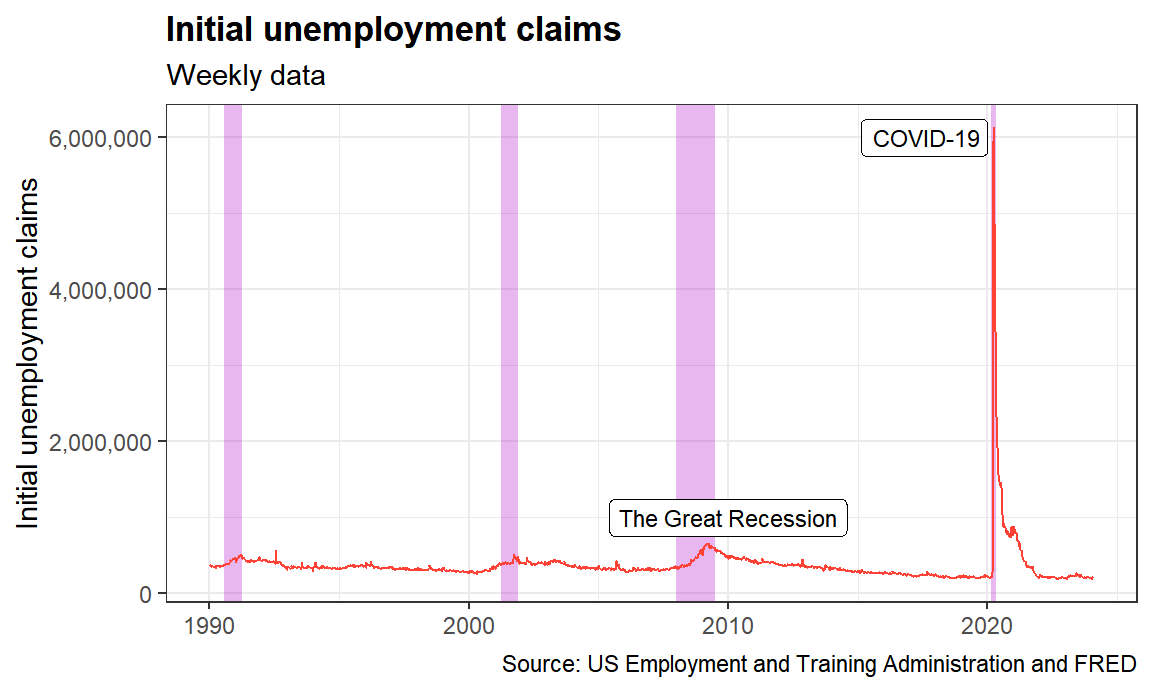 Initial unemployment claims
Weekly data
Initial unemployment claims
6,000,000
4,000,000
2,000,000
0
COVID-19
The Great Recession
1990
2000
2010
2020
Source: US Employment and Training Administration and FRED